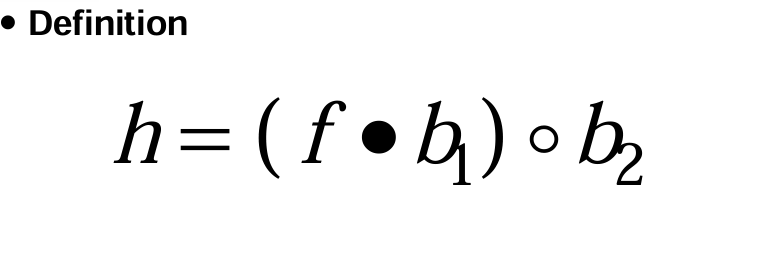 • Definition
h = ( f • b₁ ) ∘ b₂